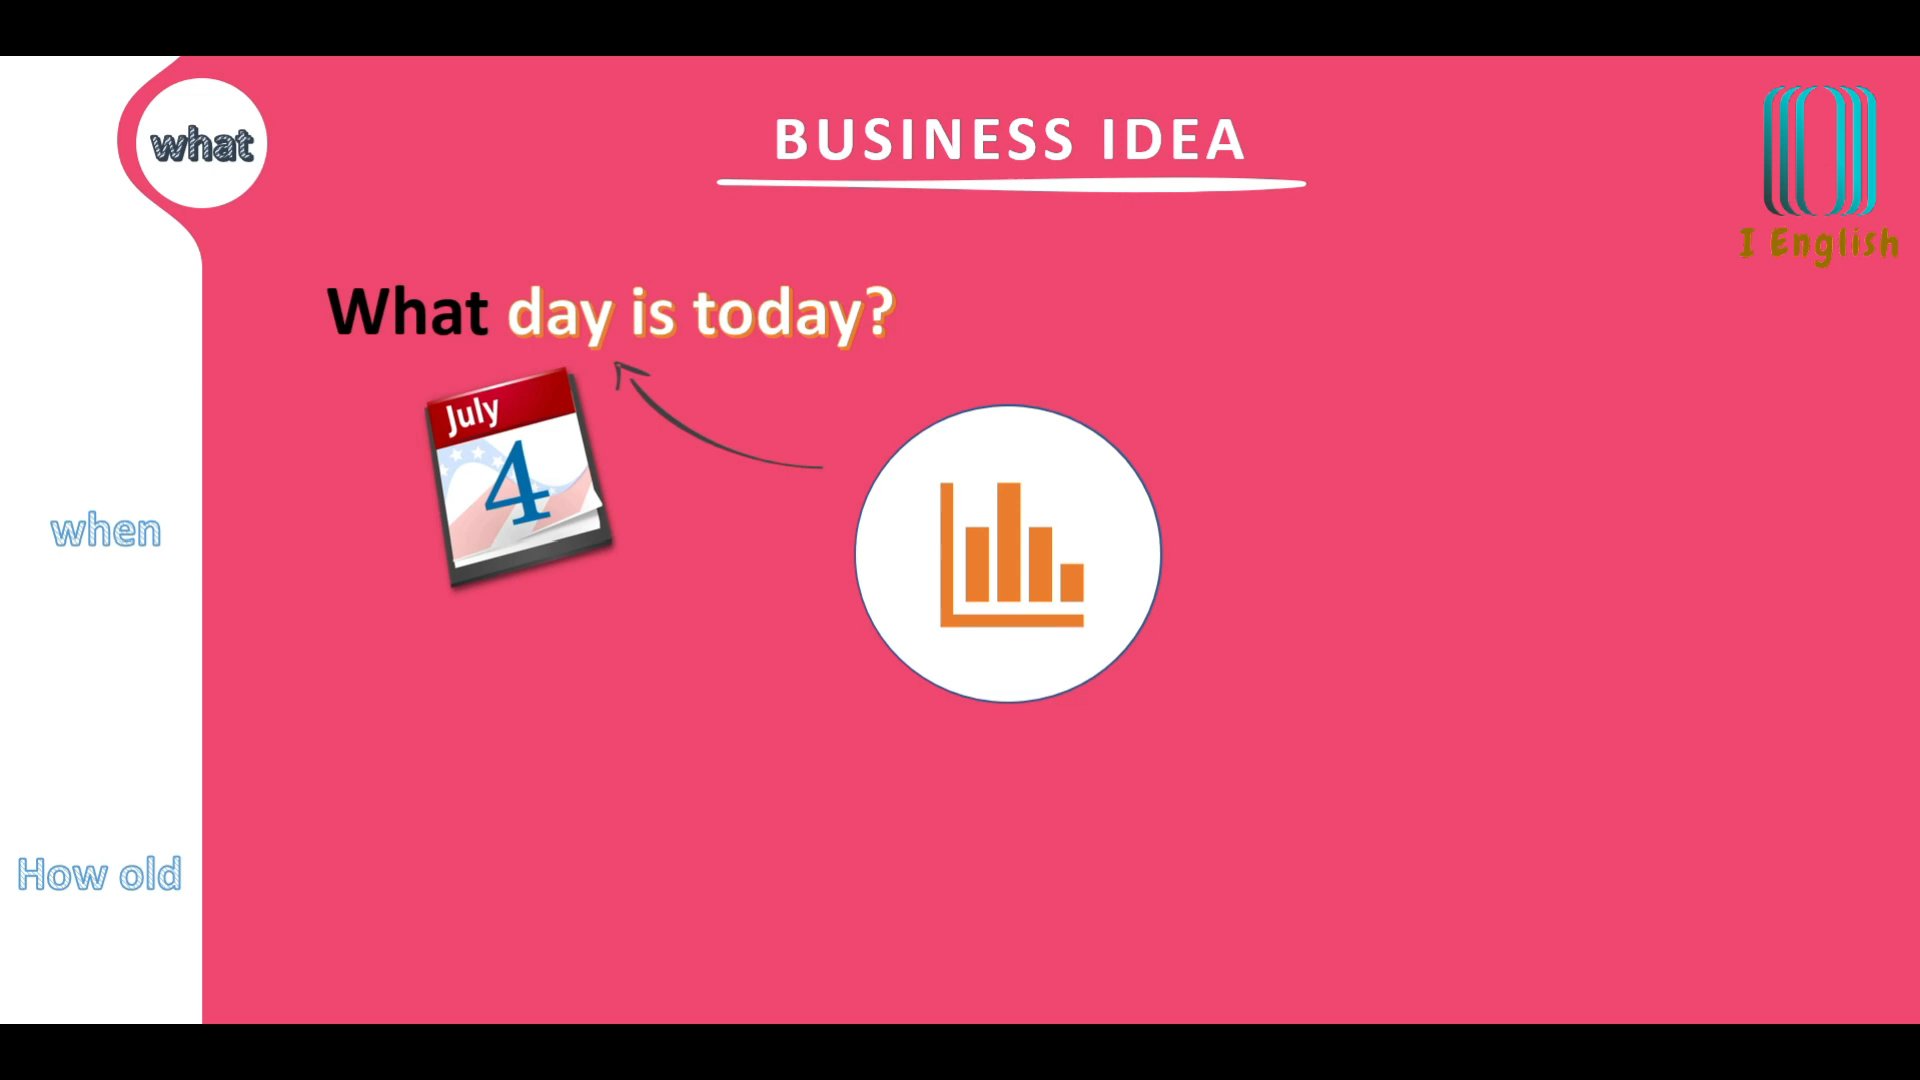 what
BUSINESS IDEA
I English
What day is today?
July
4
when
How old